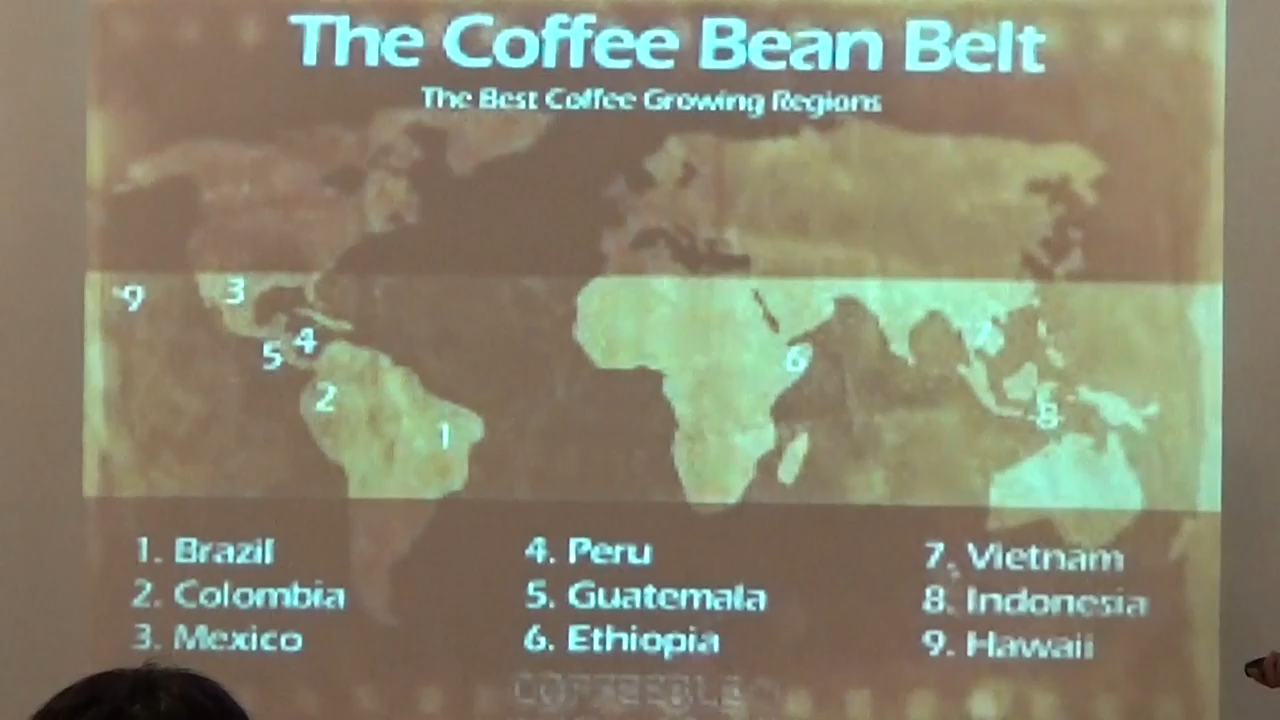 The Coffee Bean Belt
The Best Coffee Growing Regions
9
3
4
5
2
1
6
7
8
1. Brazil
2. Colombia
3. Mexico
4. Peru
5. Guatemala
6. Ethiopia
7. Vietnam
8. Indonesia
9. Hawaii